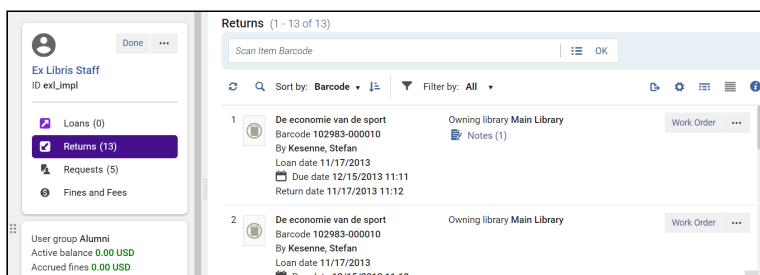 Returns (1 - 13 of 13)
Done
Scan Item Barcode
OK
Ex Libris Staff
ID exl_impl
Sort by: Barcode
Filter by: All
Loans (0)
Returns (13)
Requests (5)
Fines and Fees
1
De economie van de sport
Owning library Main Library
Work Order
Barcode 102983-000010
Notes (1)
By Kesenne, Stefan
Loan date 11/17/2013
Due date 12/15/2013 11:11
Return date 11/17/2013 11:12
2
De economie van de sport
Owning library Main Library
Work Order
Barcode 102983-000010
By Kesenne, Stefan
Loan date 11/17/2013
User group Alumni
Active balance 0.00 USD
Accrued fines 0.00 USD